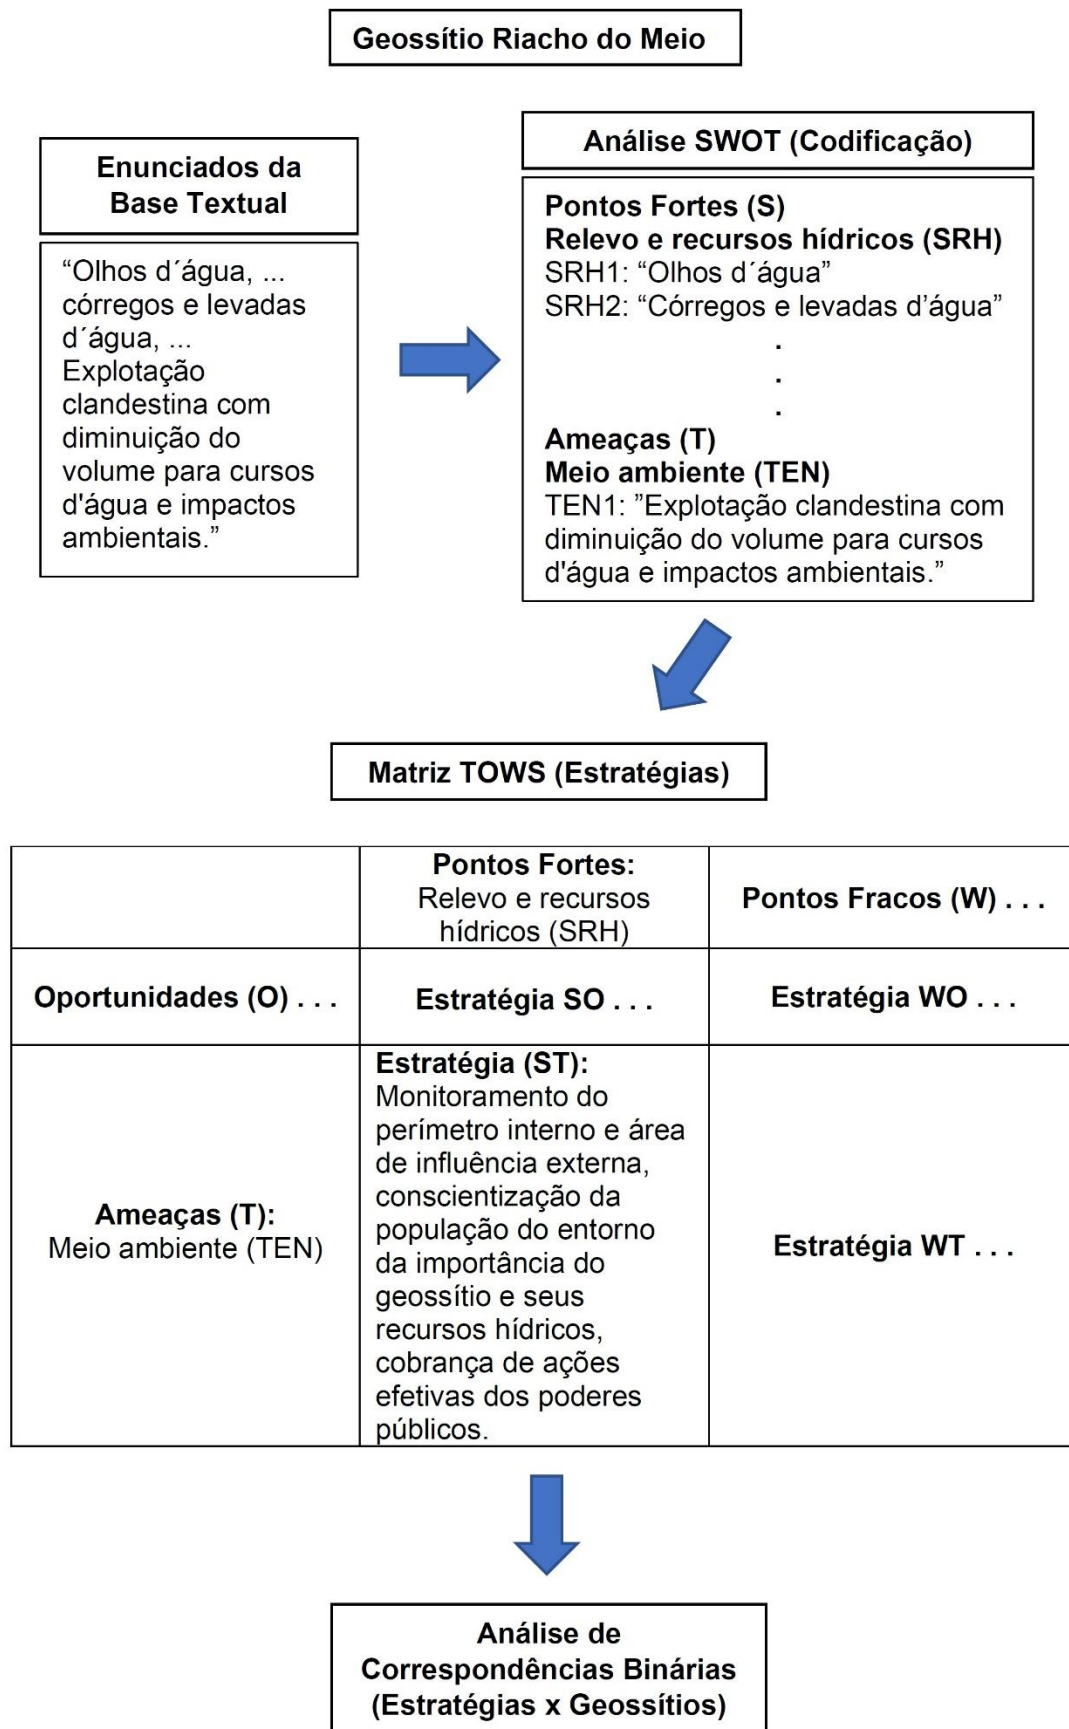 Geossítio Riacho do Meio
Enunciados da
Base Textual
“Olhos d´água, ...
córregos e levadas
d´água, ...
Explotação
clandestina com
diminuição do
volume para cursos
d'água e impactos
ambientais.”
Análise SWOT (Codificação)
Pontos Fortes (S)
Relevo e recursos hídricos (SRH)
SRH1: “Olhos d´água”
SRH2: “Córregos e levadas d’água”
.
.
.
Ameaças (T)
Meio ambiente (TEN)
TEN1: ”Explotação clandestina com
diminuição do volume para cursos
d'água e impactos ambientais.”
Matriz TOWS (Estratégias)
Pontos Fortes:
Relevo e recursos
hídricos (SRH)
Pontos Fracos (W) . . .
Oportunidades (O) . . .
Estratégia SO . . .
Estratégia WO . . .
Ameaças (T):
Meio ambiente (TEN)
Estratégia (ST):
Monitoramento do
perímetro interno e área
de influência externa,
conscientização da
população do entorno
da importância do
geossítio e seus
recursos hídricos,
cobrança de ações
efetivas dos poderes
públicos.
Estratégia WT . . .
Análise de
Correspondências Binárias
(Estratégias x Geossítios)